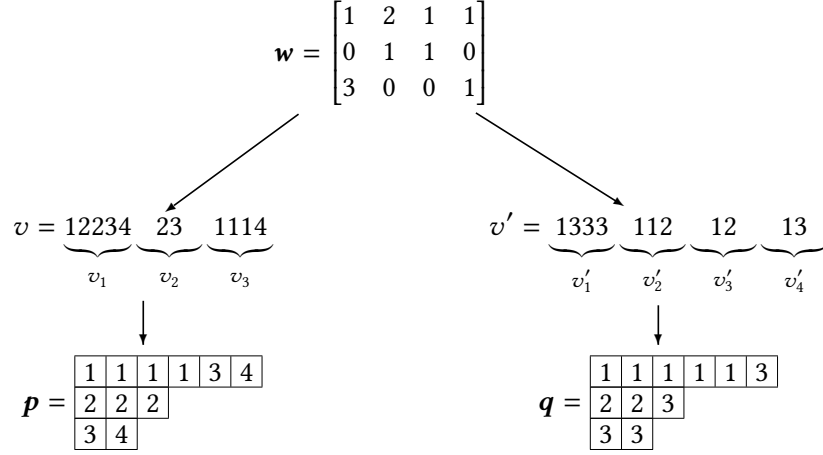 w = [1 2 1 1
0 1 1 0
3 0 0 1]
v = 12234 23 1114
v₁ v₂ v₃
v′ = 1333 112 12 13
v′₁ v′₂ v′₃ v′₄
p = 1 1 1 1 3 4
2 2 2
3 4
q = 1 1 1 1 1 3
2 2 3
3 3